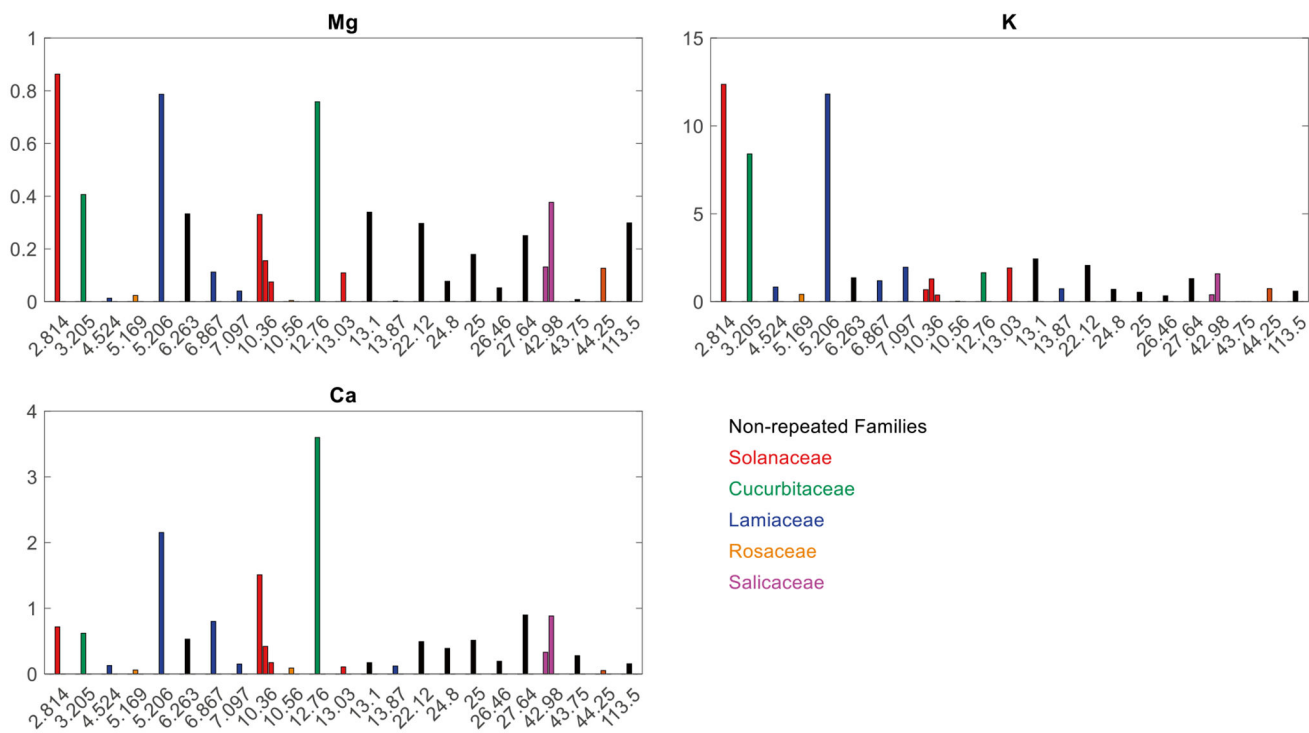 Mg
1
0.8
0.6
0.4
0.2
0
2.814 3.205 4.524 5.169 5.206 6.263 6.867 7.097 10.36 10.56 12.76 13.03 13.1 13.87 22.12 24.8 25 26.46 27.64 42.98 43.75 44.25 113.5
K
15
10
5
0
2.814 3.205 4.524 5.169 5.206 6.263 6.867 7.097 10.36 10.56 12.76 13.03 13.1 13.87 22.12 24.8 25 26.46 27.64 42.98 43.75 44.25 113.5
Ca
4
3
2
1
0
2.814 3.205 4.524 5.169 5.206 6.263 6.867 7.097 10.36 10.56 12.76 13.03 13.1 13.87 22.12 24.8 25 26.46 27.64 42.98 43.75 44.25 113.5
Non-repeated Families
Solanaceae
Cucurbitaceae
Lamiaceae
Rosaceae
Salicaceae